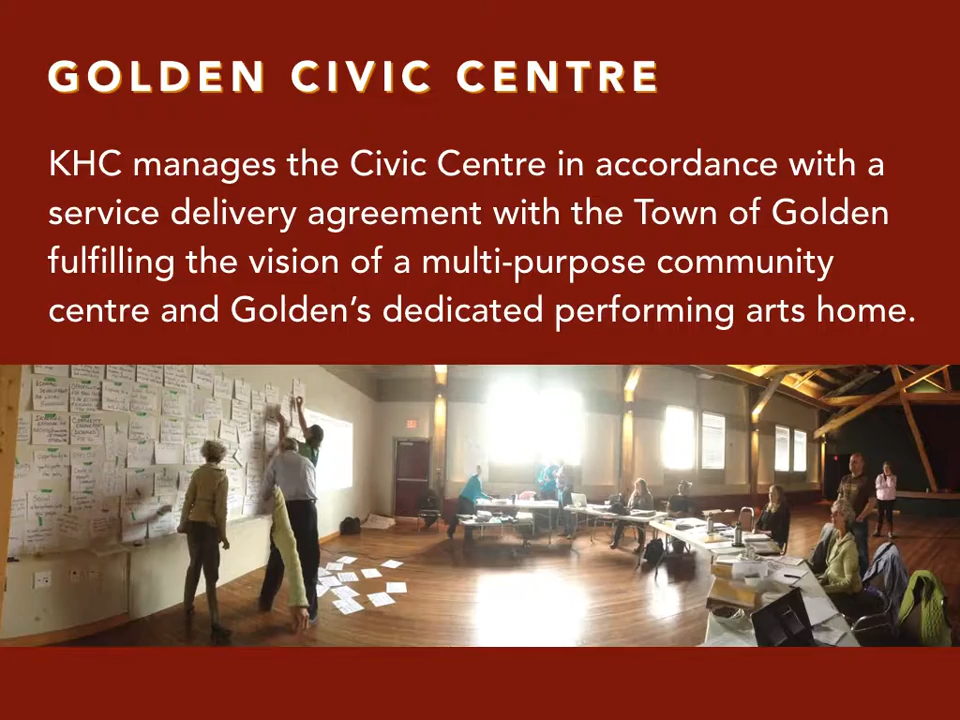 GOLDEN CIVIC CENTRE
KHC manages the Civic Centre in accordance with a
service delivery agreement with the Town of Golden
fulfilling the vision of a multi-purpose community
centre and Golden’s dedicated performing arts home.